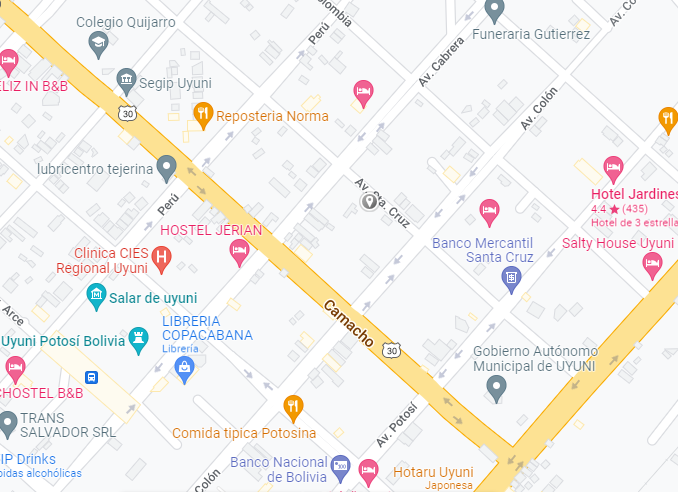 Colombia
Colegio Quijarro
Perú
Av. Cabrera
Funeraria Gutierrez
ELIZ IN B&B
Segip Uyuni
30
Reposteria Norma
Av. Colón
lubricentro tejerina
Perú
Av. Sta. Cruz
Hotel Jardines
4.4 ★ (435)
Hotel de 3 estrella
HOSTEL JERIAN
Banco Mercantil
Santa Cruz
Salty House Uyuni
Clinica CIES
Regional Uyuni
Salar de uyuni
Arce
Camacho
30
LIBRERIA
COPACABANA
Librería
Uyuni Potosí Bolivia
Gobierno Autónomo
Municipal de UYUNI
CHOSTEL B&B
TRANS
SALVADOR SRL
Comida tipica Potosina
Av. Potosí
IP Drinks
bidas alcohólicas
Colón
Banco Nacional
de Bolivia
Hotaru Uyuni
Japonesa